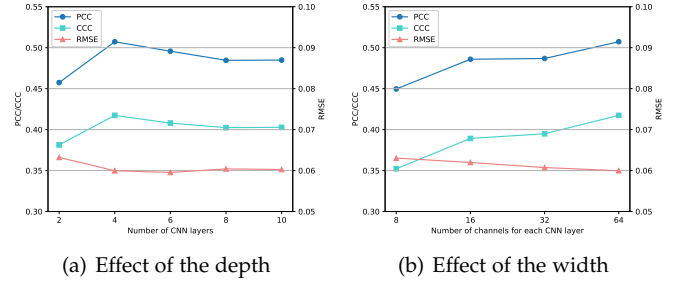 0.55
0.50
0.45
0.40
0.35
0.30
PCC/CCC
PCC
CCC
RMSE
0.10
0.09
0.08
0.07
0.06
0.05
RMSE
2 4 6 8 10
Number of CNN layers
(a) Effect of the depth
0.55
0.50
0.45
0.40
0.35
0.30
PCC/CCC
PCC
CCC
RMSE
0.10
0.09
0.08
0.07
0.06
0.05
RMSE
8 16 32 64
Number of channels for each CNN layer
(b) Effect of the width